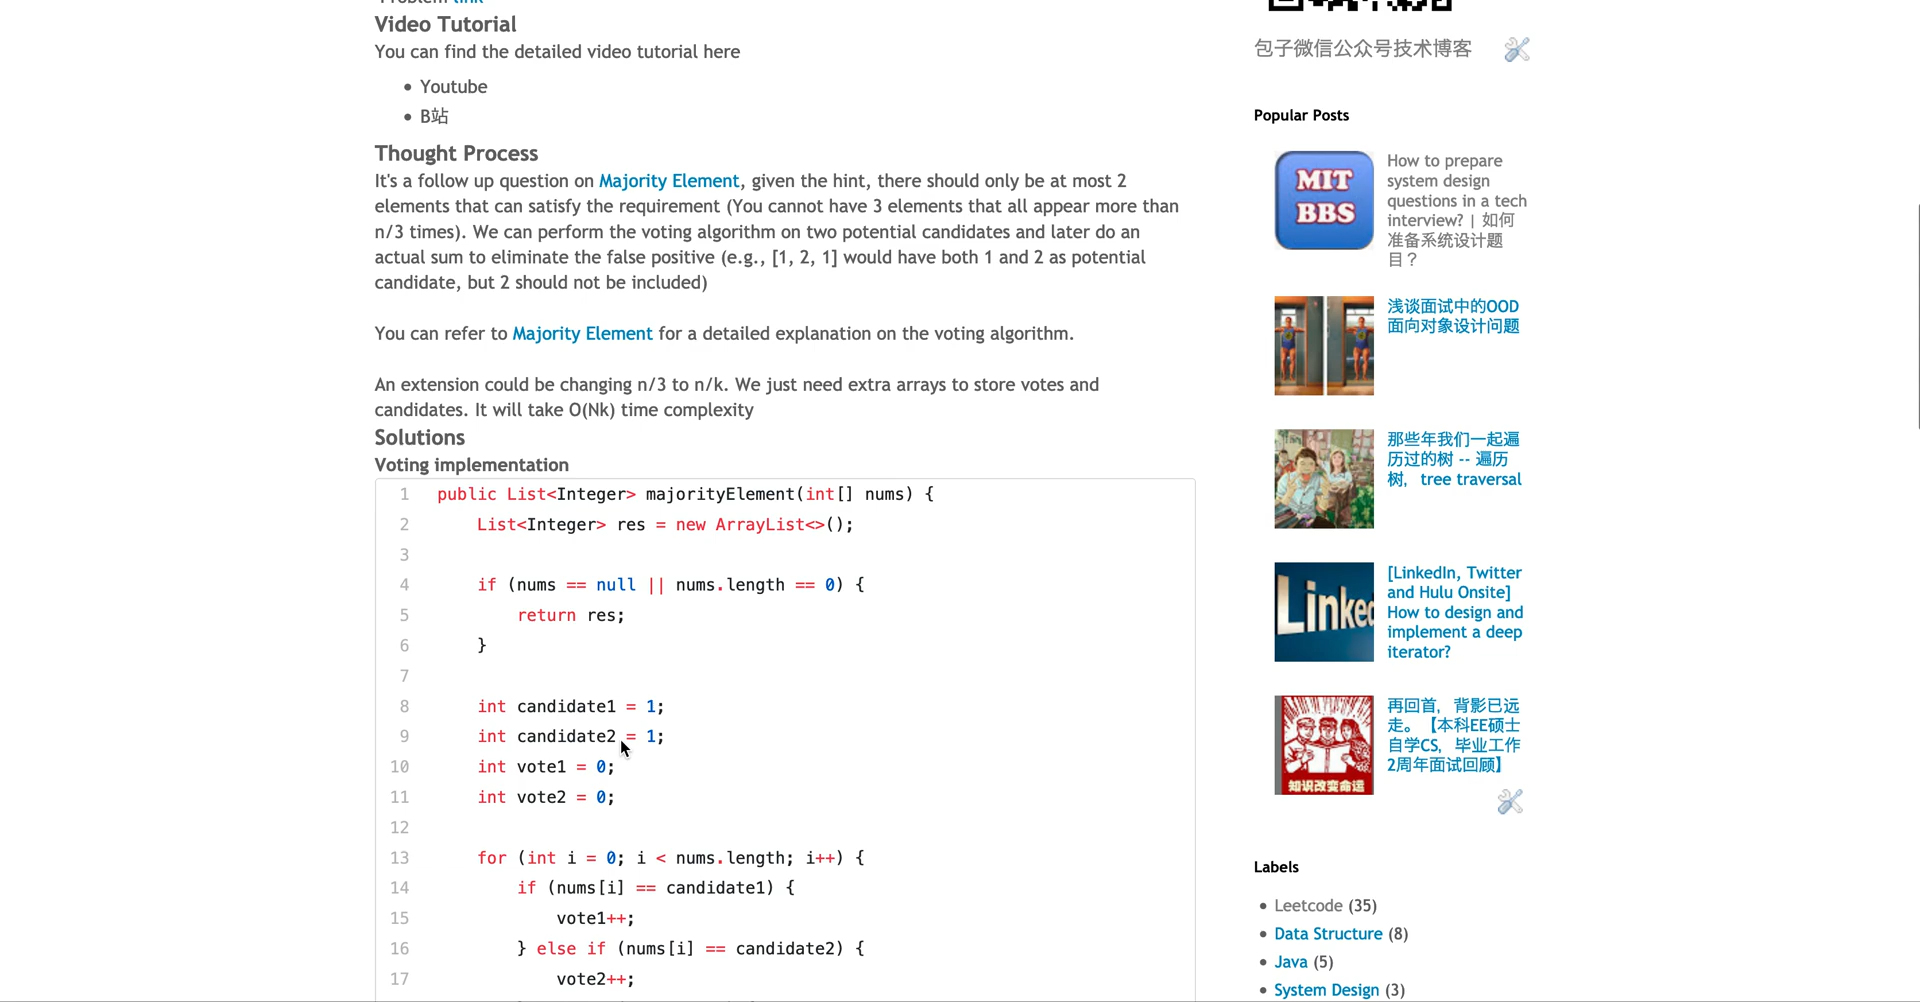 Problem link
Video Tutorial
You can find the detailed video tutorial here
• Youtube
• B站
Thought Process
It's a follow up question on Majority Element, given the hint, there should only be at most 2
elements that can satisfy the requirement (You cannot have 3 elements that all appear more than
n/3 times). We can perform the voting algorithm on two potential candidates and later do an
actual sum to eliminate the false positive (e.g., [1, 2, 1] would have both 1 and 2 as potential
candidate, but 2 should not be included)
You can refer to Majority Element for a detailed explanation on the voting algorithm.
An extension could be changing n/3 to n/k. We just need extra arrays to store votes and
candidates. It will take O(Nk) time complexity
Solutions
Voting implementation
1 public List<Integer> majorityElement(int[] nums) {
2 List<Integer> res = new ArrayList<>();
3
4 if (nums == null || nums.length == 0) {
5 return res;
6 }
7
8 int candidate1 = 1;
9 int candidate2 = 1;
10 int vote1 = 0;
11 int vote2 = 0;
12
13 for (int i = 0; i < nums.length; i++) {
14 if (nums[i] == candidate1) {
15 vote1++;
16 } else if (nums[i] == candidate2) {
17 vote2++;
包子微信公众号技术博客
Popular Posts
MIT
BBS
How to prepare
system design
questions in a tech
interview? | 如何
准备系统设计题
目？
浅谈面试中的OOD
面向对象设计问题
那些年我们一起遍
历过的树 -- 遍历
树，tree traversal
Linked
[LinkedIn, Twitter
and Hulu Onsite]
How to design and
implement a deep
iterator?
知识改变命运
再回首，背影已远
走。【本科EE硕士
自学CS，毕业工作
2周年面试回顾】
Labels
• Leetcode (35)
• Data Structure (8)
• Java (5)
• System Design (3)